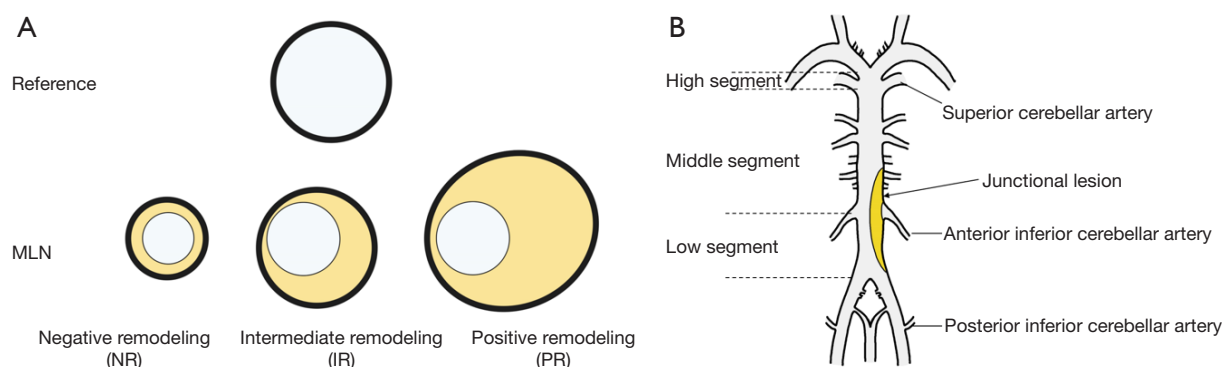 A
Reference
MLN
Negative remodeling
(NR)
Intermediate remodeling
(IR)
Positive remodeling
(PR)
B
High segment
Superior cerebellar artery
Middle segment
Junctional lesion
Low segment
Anterior inferior cerebellar artery
Posterior inferior cerebellar artery